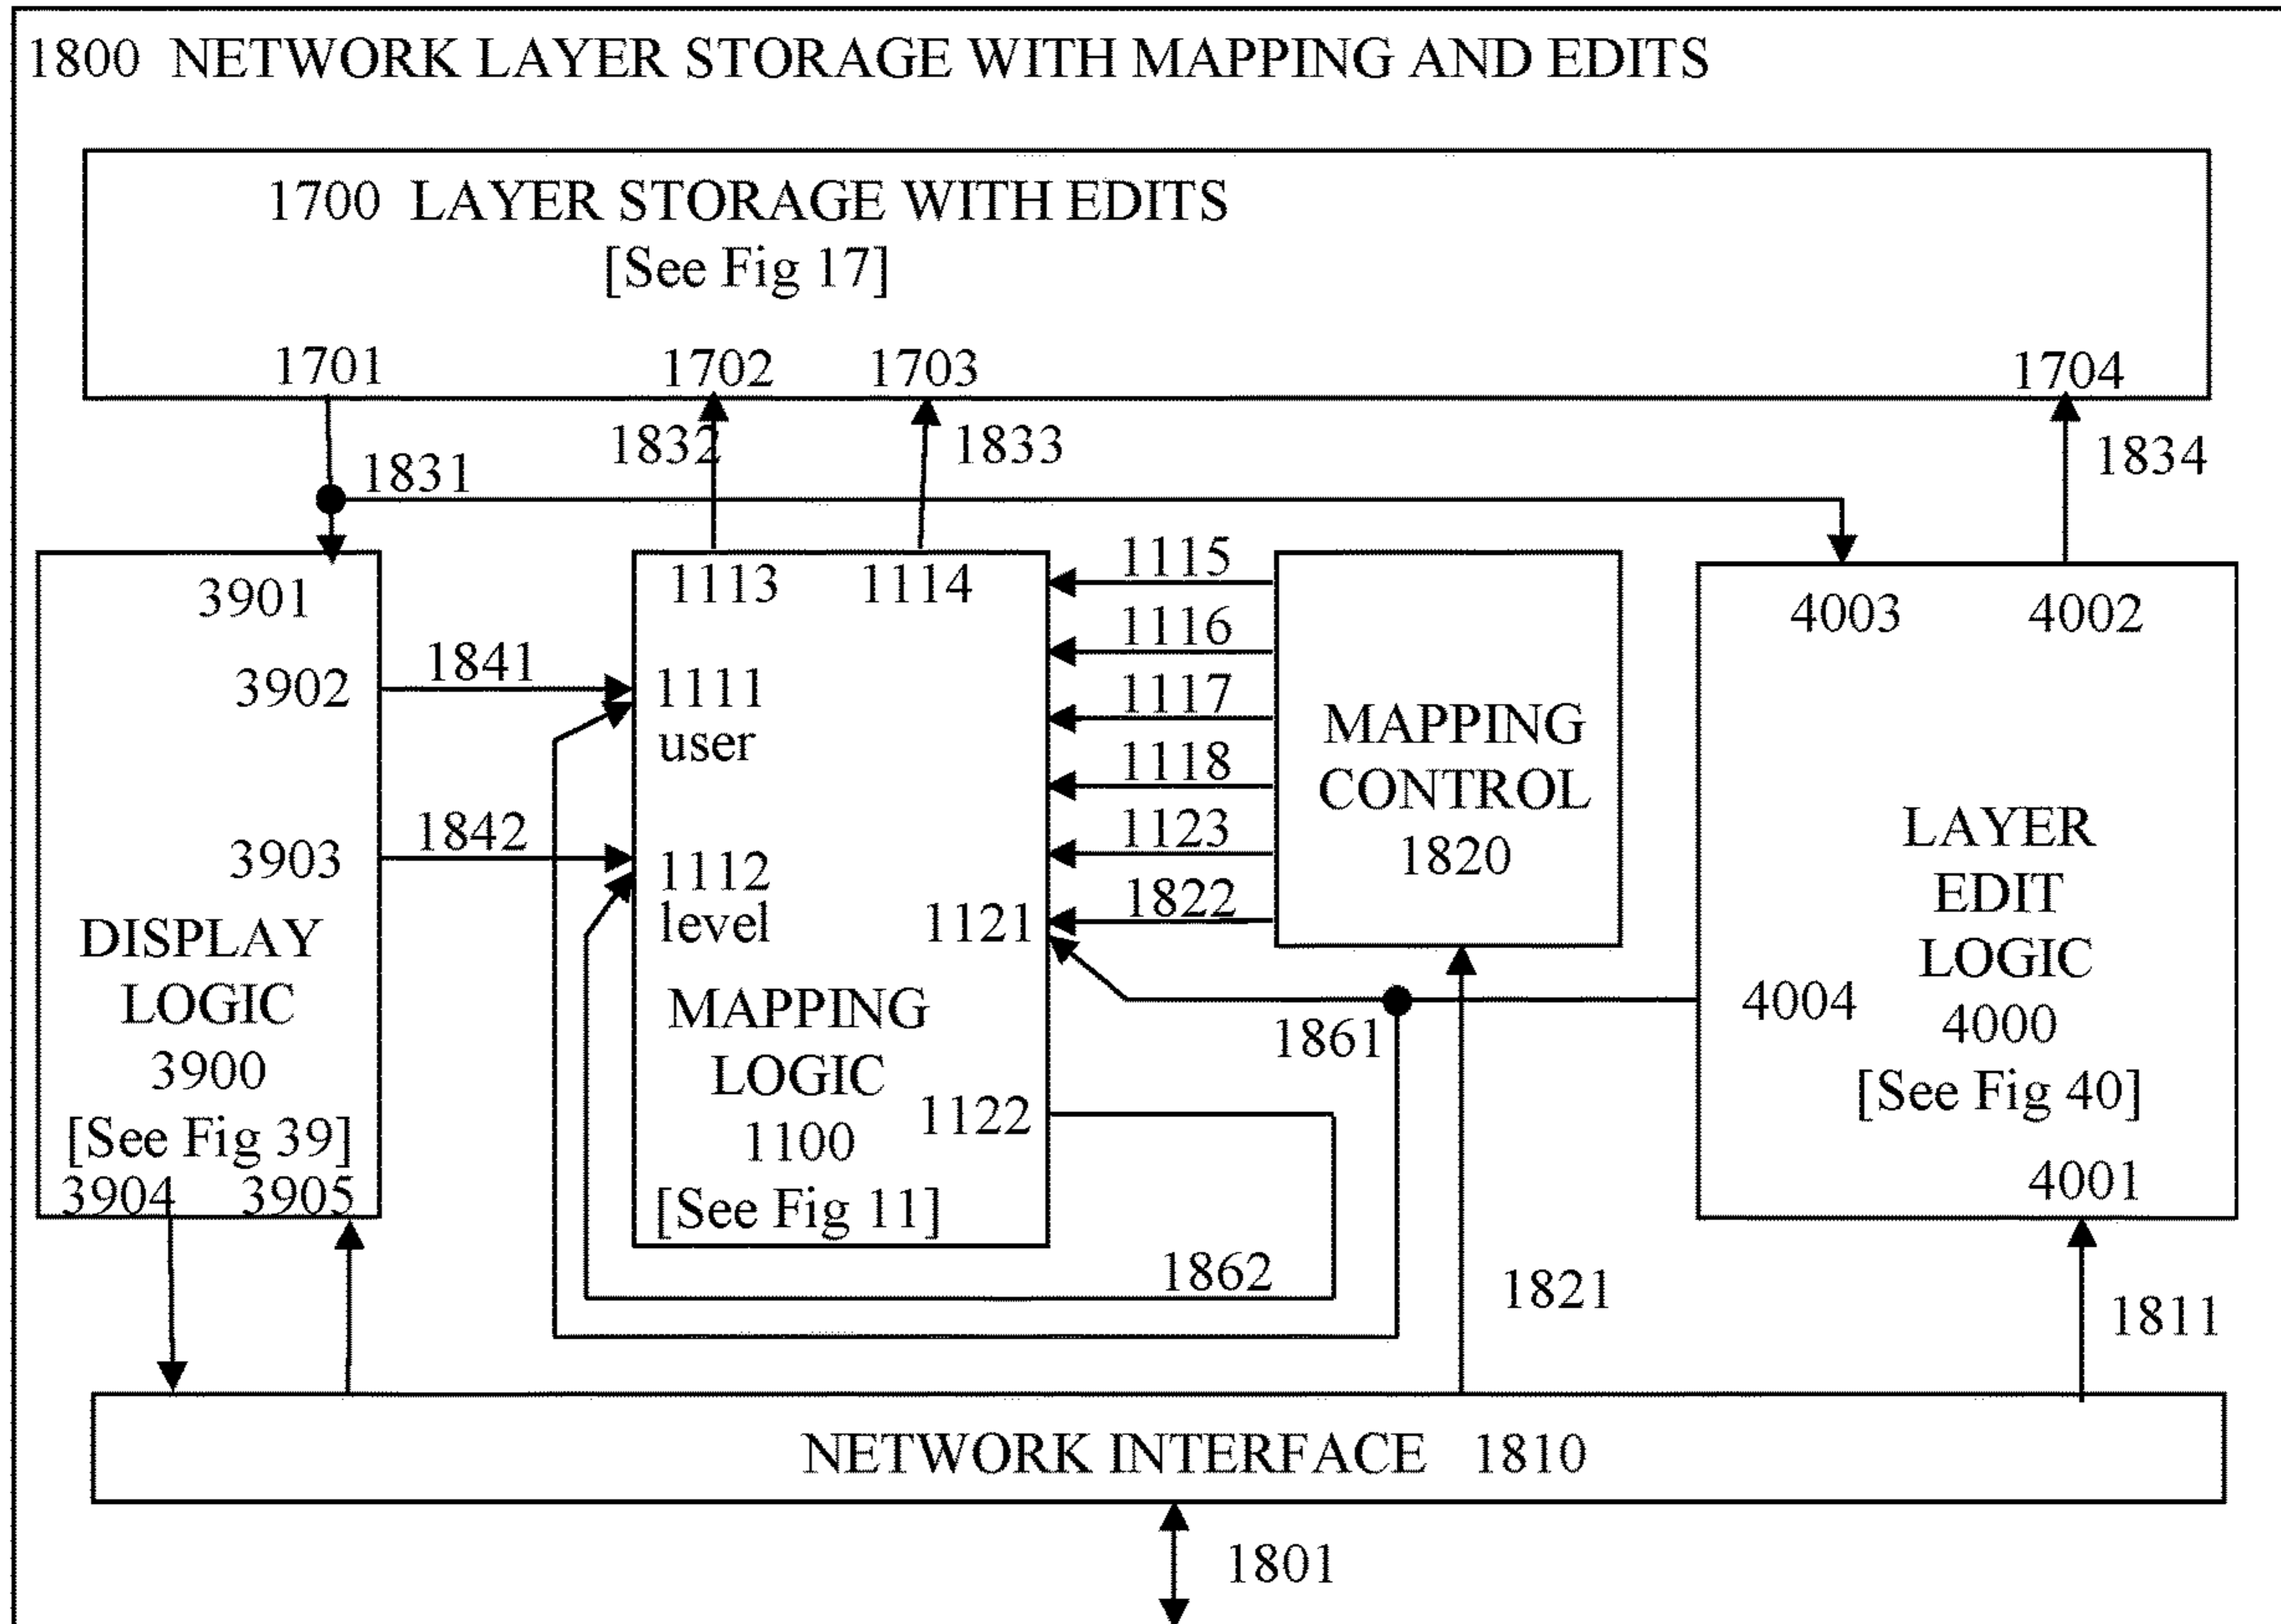 1800 NETWORK LAYER STORAGE WITH MAPPING AND EDITS
1700 LAYER STORAGE WITH EDITS
[See Fig 17]
1701
1702
1703
1704
1831
1832
1833
1834
3901
3902
3903
DISPLAY
LOGIC
3900
[See Fig 39]
3904
3905
1841
1842
1113
1114
1111
user
1112
level
1121
MAPPING
LOGIC
1100
1122
[See Fig 11]
1115
1116
1117
1118
1123
1822
MAPPING
CONTROL
1820
4003
4002
LAYER
EDIT
LOGIC
4004
4000
[See Fig 40]
4001
1861
1862
1821
1811
NETWORK INTERFACE 1810
1801